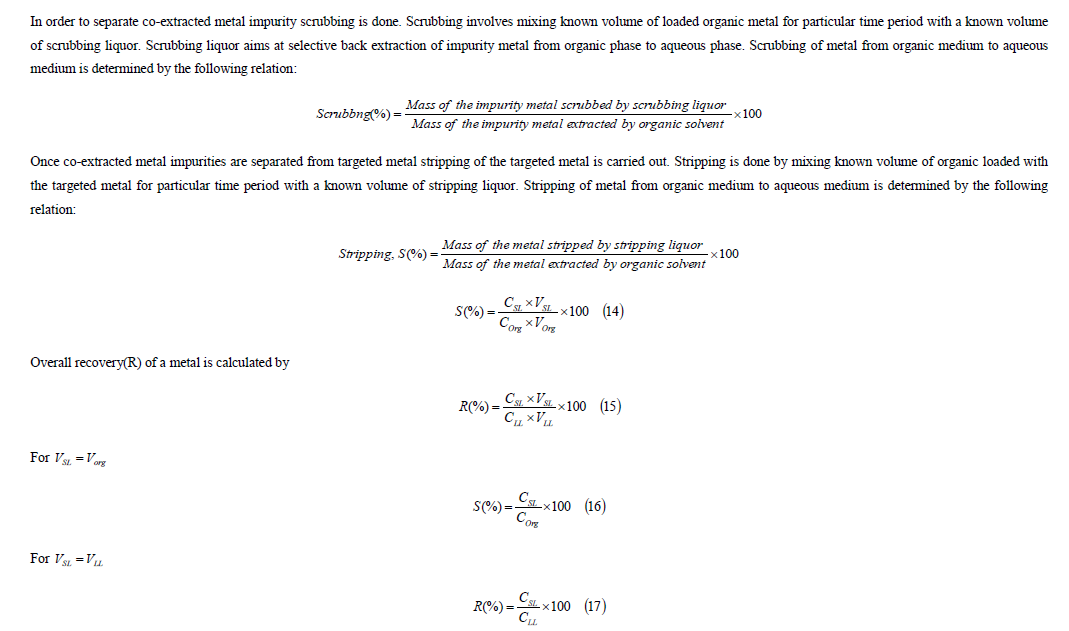 In order to separate co-extracted metal impurity scrubbing is done. Scrubbing involves mixing known volume of loaded organic metal for particular time period with a known volume
of scrubbing liquor. Scrubbing liquor aims at selective back extraction of impurity metal from organic phase to aqueous phase. Scrubbing of metal from organic medium to aqueous
medium is determined by the following relation:
Scrubbng(%) = Mass of the impurity metal scrubbed by scrubbing liquor / Mass of the impurity metal extracted by organic solvent ×100
Once co-extracted metal impurities are separated from targeted metal stripping of the targeted metal is carried out. Stripping is done by mixing known volume of organic loaded with
the targeted metal for particular time period with a known volume of stripping liquor. Stripping of metal from organic medium to aqueous medium is determined by the following
relation:
Stripping, S(%) = Mass of the metal stripped by stripping liquor / Mass of the metal extracted by organic solvent ×100
S(%) = C_SL × V_SL / C_Org × V_Org ×100 (14)
Overall recovery(R) of a metal is calculated by
R(%) = C_SL × V_SL / C_LL × V_LL ×100 (15)
For V_SL = V_org
S(%) = C_SL / C_Org ×100 (16)
For V_SL = V_LL
R(%) = C_SL / C_LL ×100 (17)